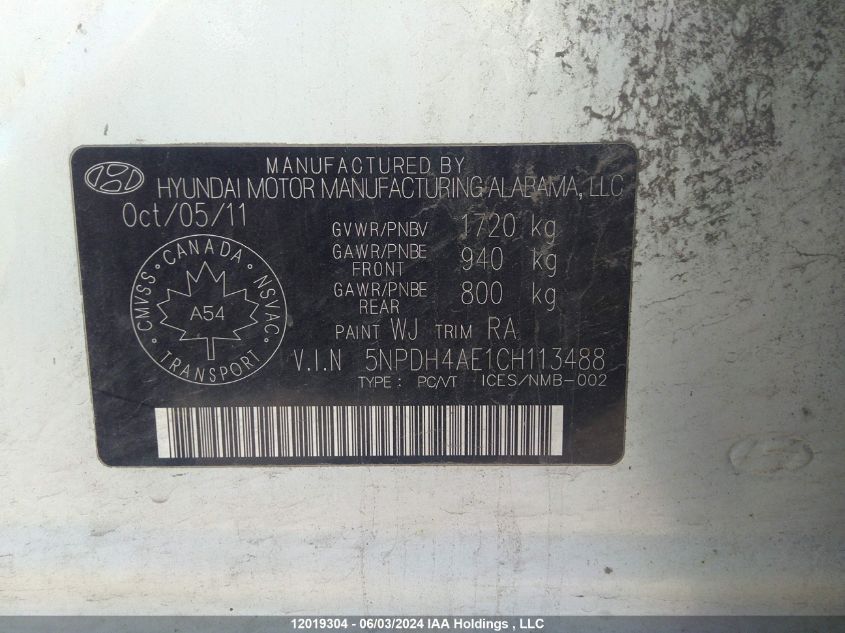 MANUFACTURED BY
HYUNDAI MOTOR MANUFACTURING ALABAMA, LLC
Oct/05/11
GVWR/PNBV 1720 kg
GAWR/PNBE FRONT 940 kg
GAWR/PNBE REAR 800 kg
CMVSS · CANADA · NSVAC · TRANSPORT ·
A54
PAINT WJ TRIM RA
V.I.N 5NPDH4AE1CH113488
TYPE : PC/VT ICES/NMB-002
12019304 - 06/03/2024 IAA Holdings , LLC